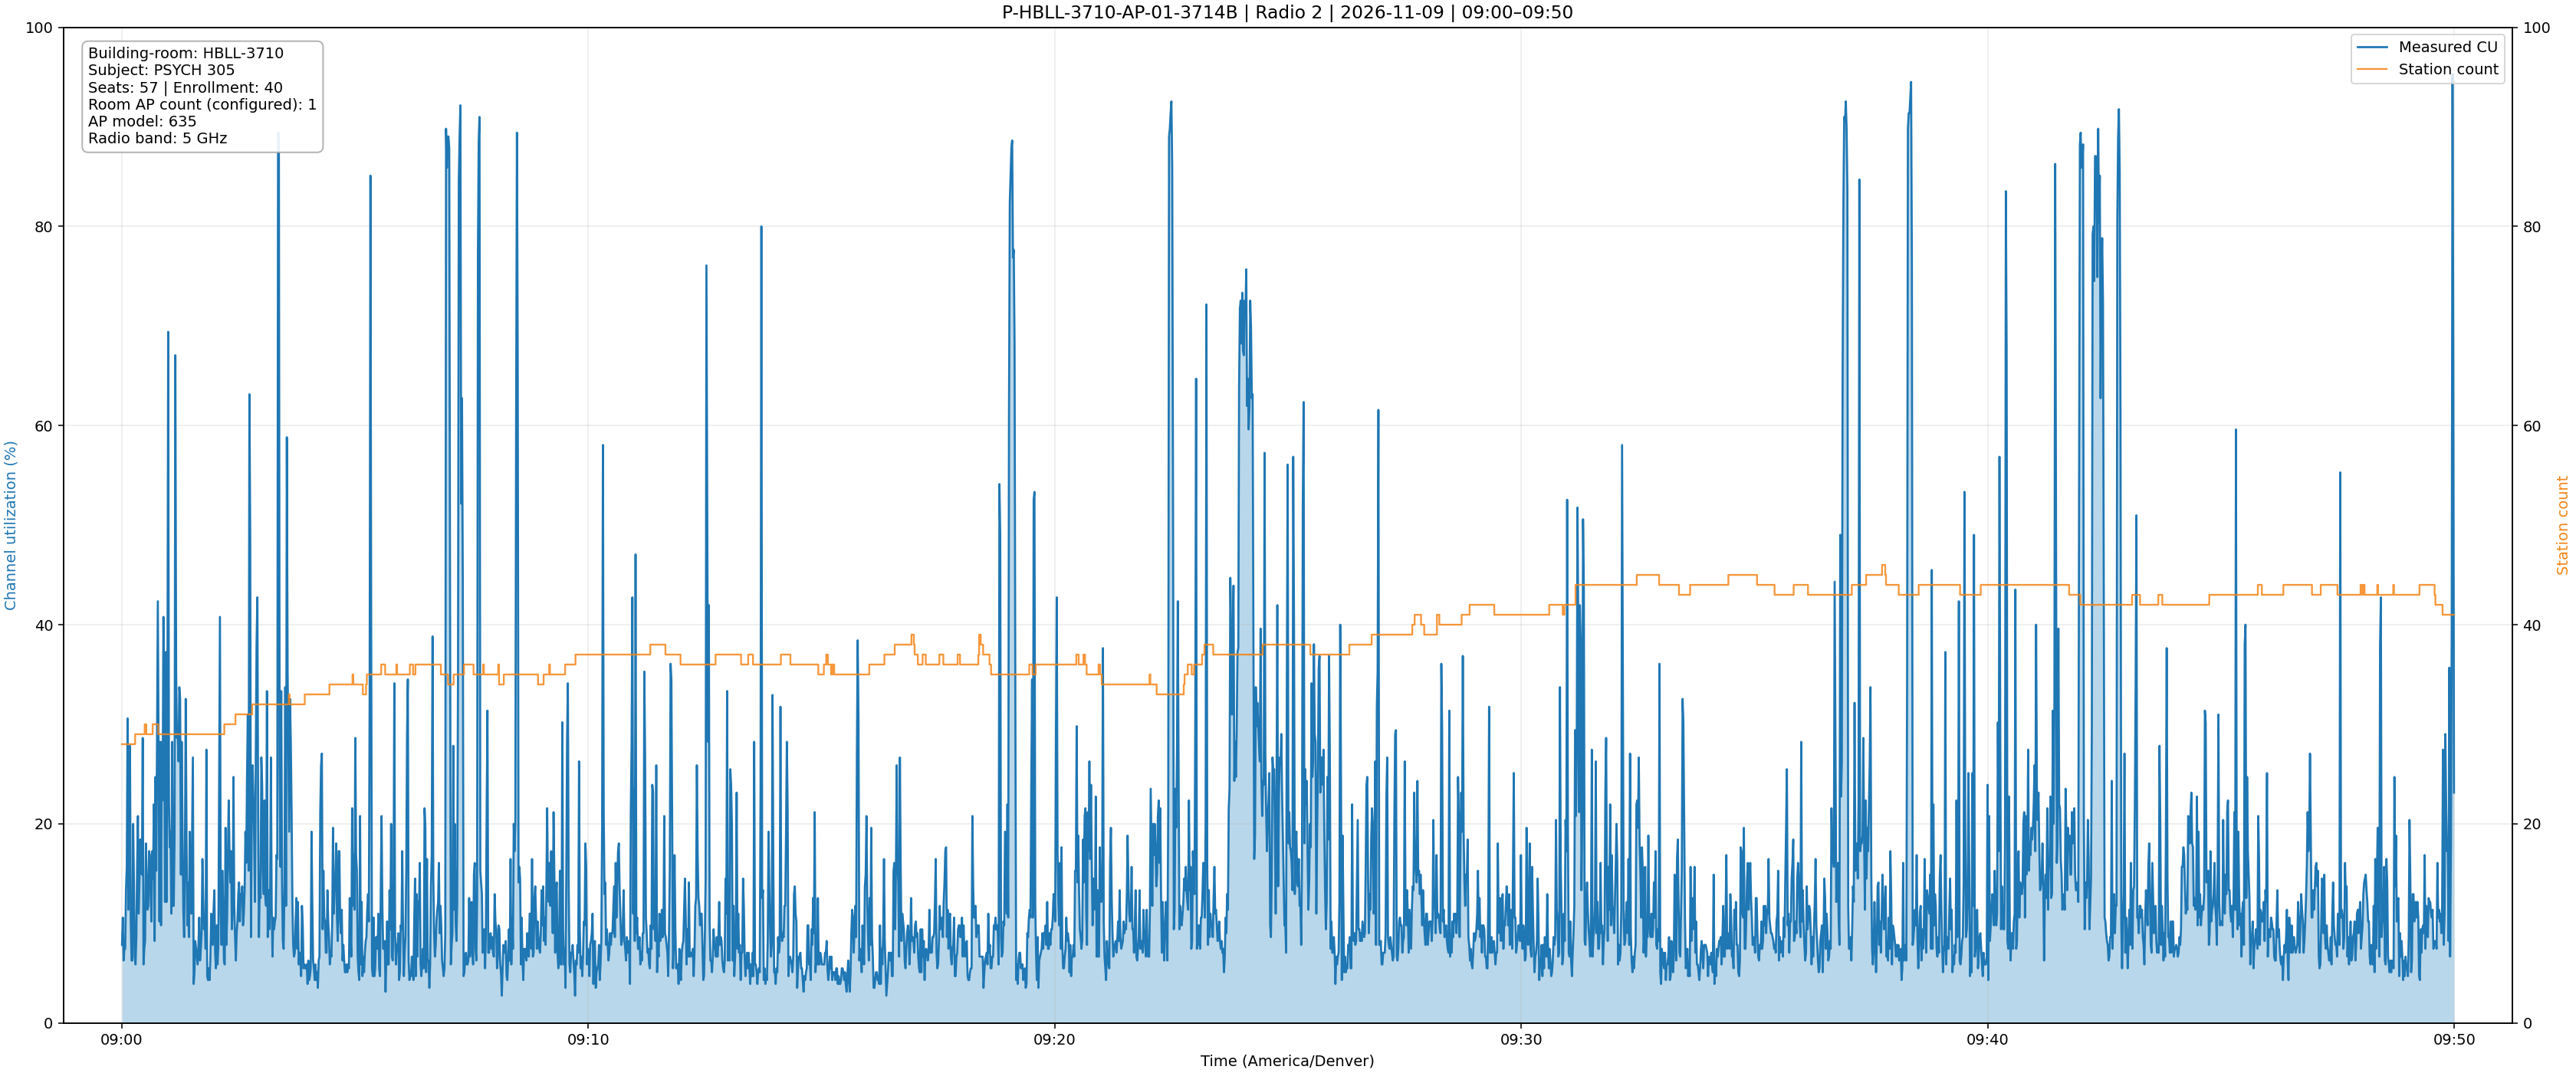 P-HBLL-3710-AP-01-3714B | Radio 2 | 2026-11-09 | 09:00–09:50
Building-room: HBLL-3710
Subject: PSYCH 305
Seats: 57 | Enrollment: 40
Room AP count (configured): 1
AP model: 635
Radio band: 5 GHz
Measured CU
Station count
Channel utilization (%)
100
80
60
40
20
0
Station count
100
80
60
40
20
0
09:00
09:10
09:20
09:30
09:40
09:50
Time (America/Denver)